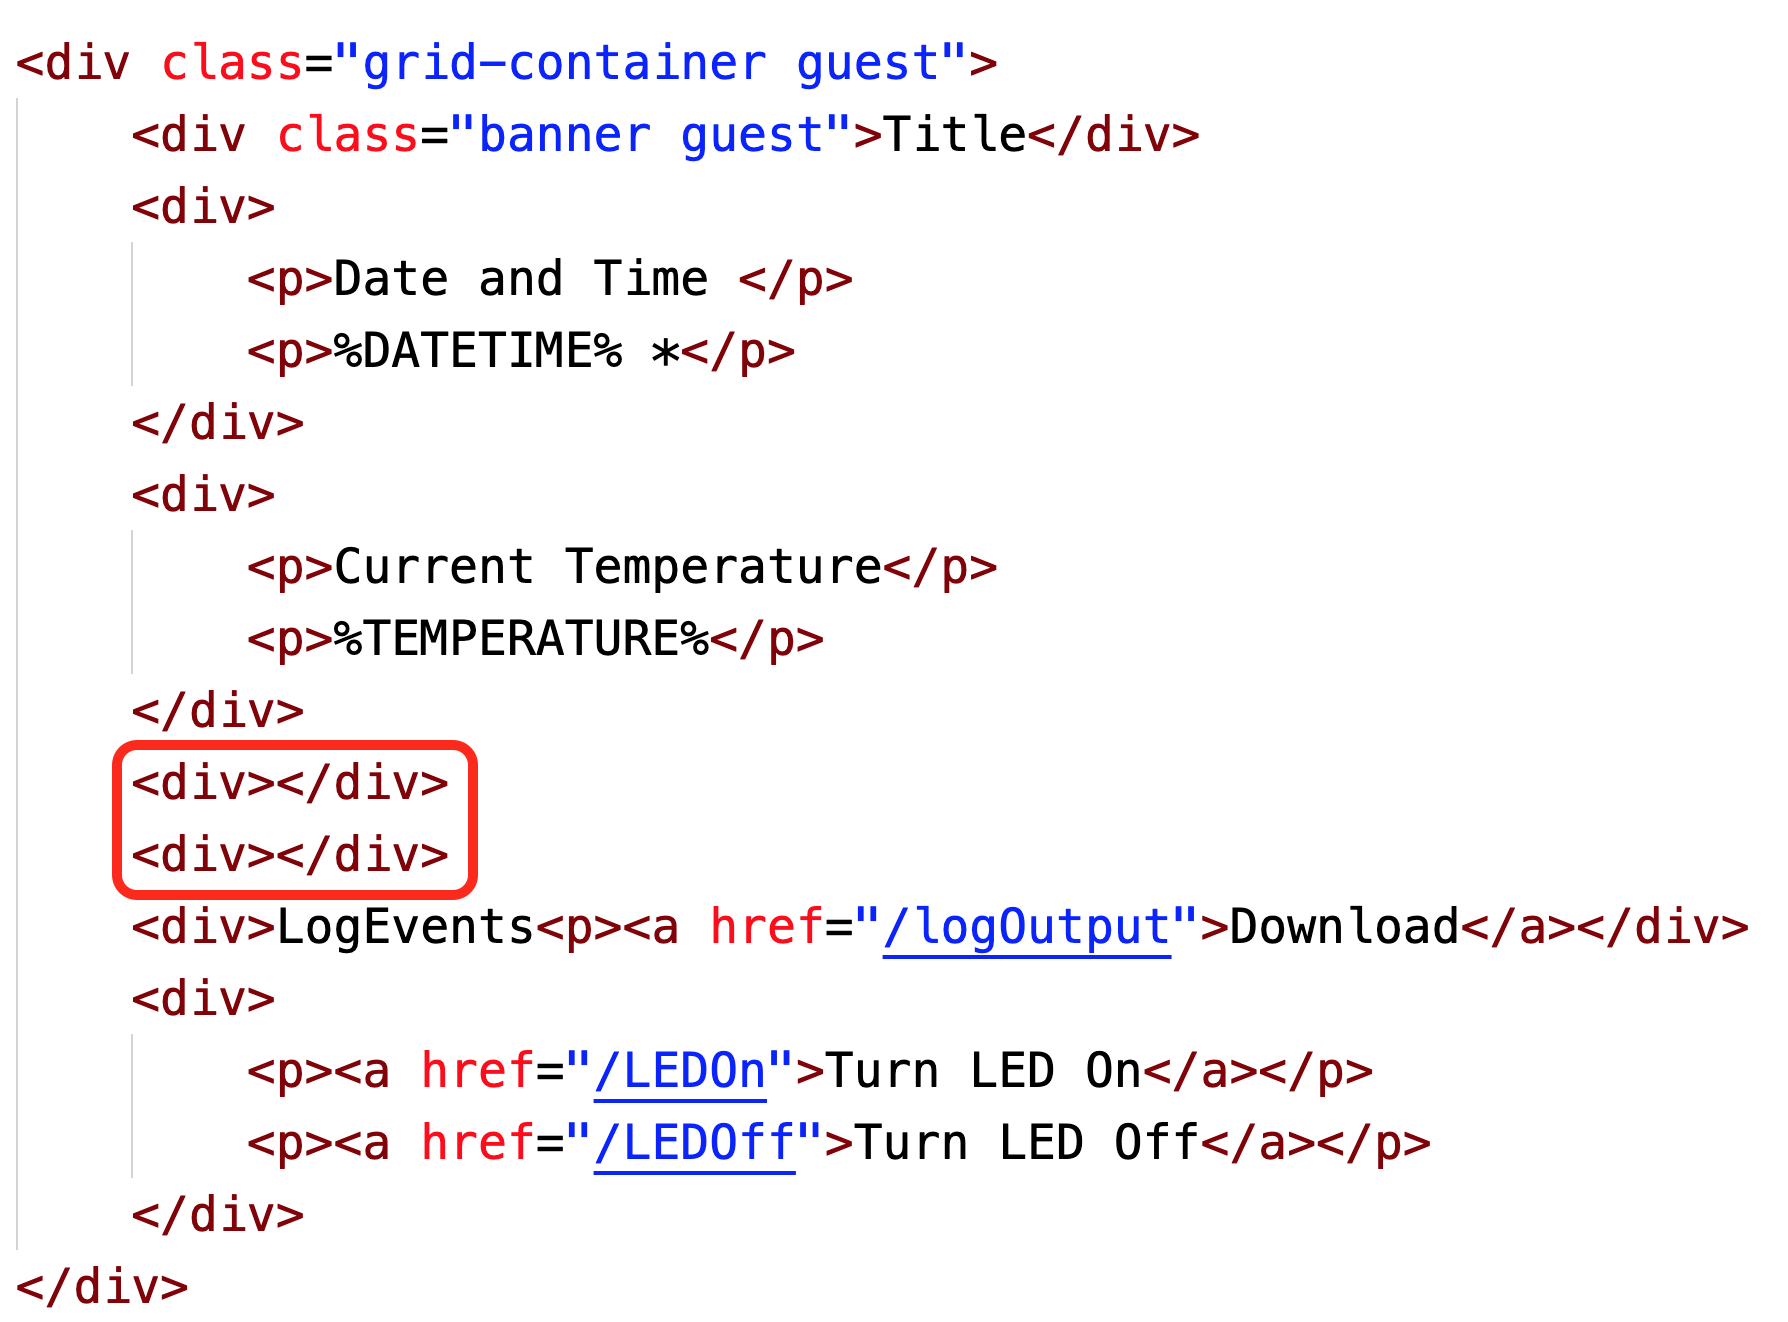 <div class="grid-container guest">
<div class="banner guest">Title</div>
<div>
<p>Date and Time </p>
<p>%DATETIME% *</p>
</div>
<div>
<p>Current Temperature</p>
<p>%TEMPERATURE%</p>
</div>
<div></div>
<div></div>
<div>LogEvents<p><a href="/logOutput">Download</a></div>
<div>
<p><a href="/LEDOn">Turn LED On</a></p>
<p><a href="/LEDOff">Turn LED Off</a></p>
</div>
</div>